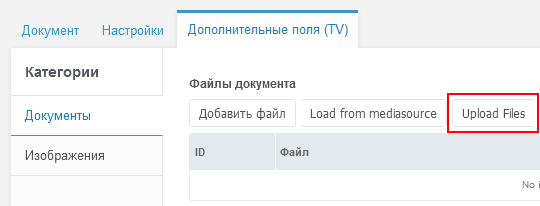 Документ Настройки Дополнительные поля (TV)
Категории
Документы
Изображения
Файлы документа
Добавить файл Load from mediasource Upload Files
ID Файл
No